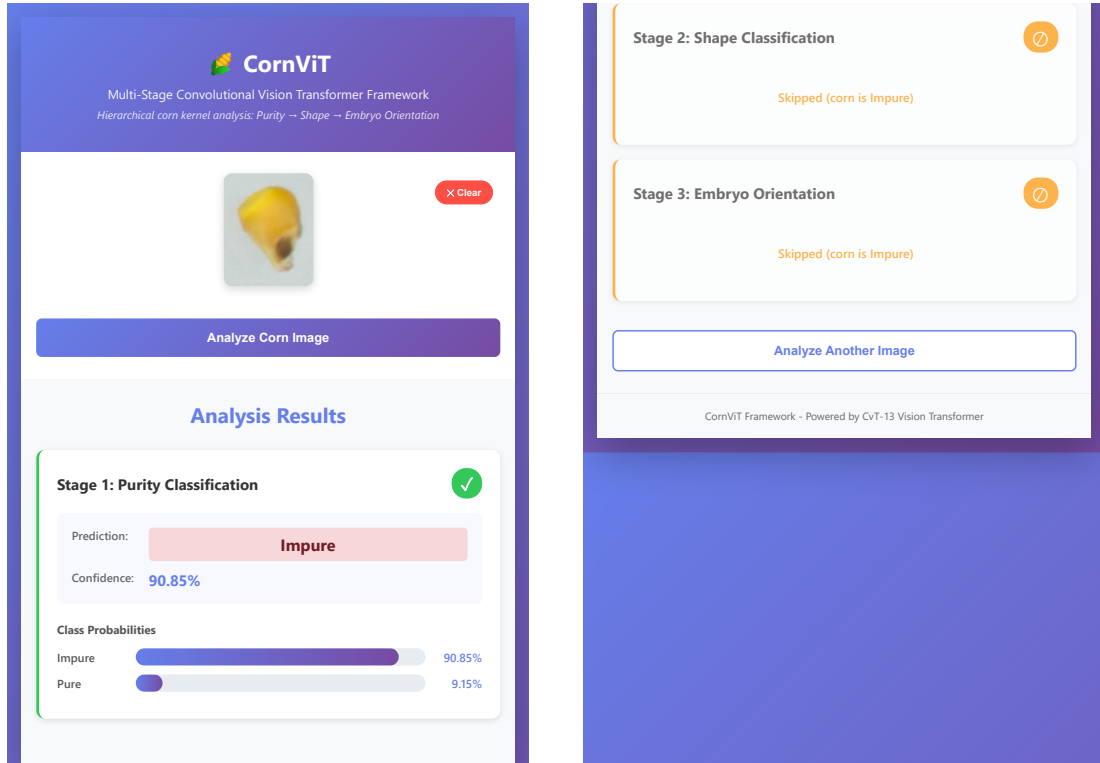 🌽 CornViT
Multi-Stage Convolutional Vision Transformer Framework
Hierarchical corn kernel analysis: Purity → Shape → Embryo Orientation
✕ Clear
Analyze Corn Image
Analysis Results
Stage 1: Purity Classification
✓
Prediction:
Impure
Confidence:
90.85%
Class Probabilities
Impure 90.85%
Pure 9.15%
Stage 2: Shape Classification
Skipped (corn is Impure)
Stage 3: Embryo Orientation
Skipped (corn is Impure)
Analyze Another Image
CornViT Framework - Powered by CvT-13 Vision Transformer